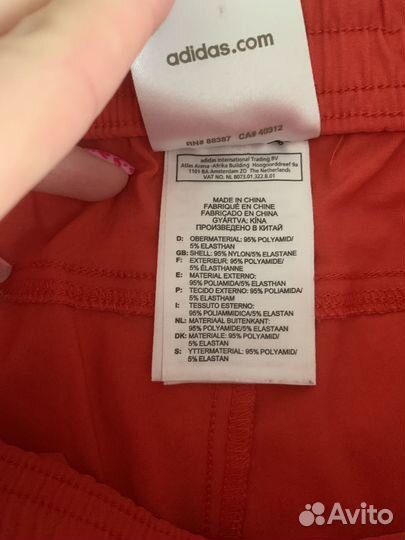 adidas.com
RN# 88387 CA# 40312
adidas International Trading BV
Atlas Arena -Afrika Building Hoogoorddreef 9a
1101 BA Amsterdam ZO The Netherlands
VAT NO. NL 8073.01.322.B.01
MADE IN CHINA
FABRIQUÉ EN CHINE
FABRICADO EN CHINA
GYÁRTVA: KÍNA
ПРОИЗВЕДЕНО В КИТАЙ
D: OBERMATERIAL: 95% POLYAMID/
5% ELASTHAN
GB: SHELL: 95% NYLON/5% ELASTANE
F: EXTERIEUR: 95% POLYAMIDE/
5% ÉLASTHANNE
E: MATERIAL EXTERNO:
95% POLIAMIDA/5% ELASTHAN
P: TECIDO EXTERNO: 95% POLIAMIDA/
5% ELASTHAM
I: TESSUTO ESTERNO:
95% POLIAMMIDICA/5% ELASTAN
NL: MATERIAAL BUITENKANT:
95% POLYAMIDE/5% ELASTAAN
DK: MATERIALE: 95% POLYAMID/
5% ELASTAN
S: YTTERMATERIAL: 95% POLYAMID/
5% ELASTAN
Avito